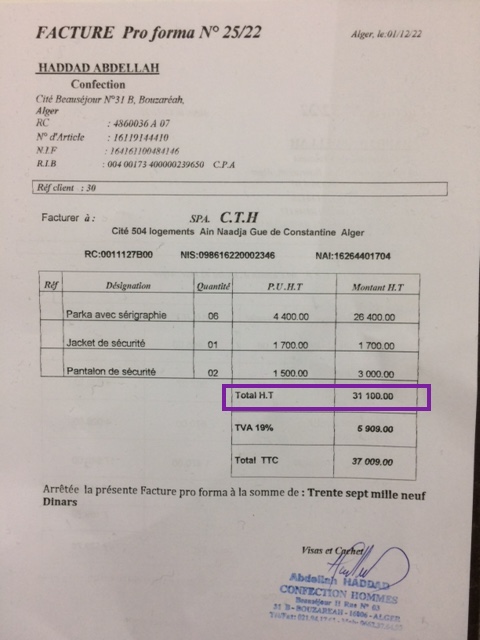 FACTURE Pro forma N° 25/22
Alger, le:01/12/22
HADDAD ABDELLAH
Confection
Cité Beauséjour N°31 B, Bouzaréah,
Alger
RC : 4860036 A 07
N° d'Article : 16119144410
N.I.F : 164161100484146
R.I.B : 004 00173 400000239650 C.P.A
Réf client : 30
Facturer à : SPA. C.T.H
Cité 504 logements Ain Naadja Gue de Constantine Alger
RC:0011127B00 NIS:098616220002346 NAI:16264401704
Réf Désignation Quantité P.U.H.T Montant H.T
Parka avec sérigraphie 06 4 400.00 26 400.00
Jacket de sécurité 01 1 700.00 1 700.00
Pantalon de sécurité 02 1 500.00 3 000.00
Total H.T 31 100.00
TVA 19% 5 909.00
Total TTC 37 009.00
Arrêtée la présente Facture pro forma à la somme de : Trente sept mille neuf
Dinars
Visas et Cachet
Abdellah HADDAD
CONFECTION HOMMES
Beauséjour II Rue N° 03
31 B - BOUZAREAH - 16106 - ALGER
Tél/Fax: